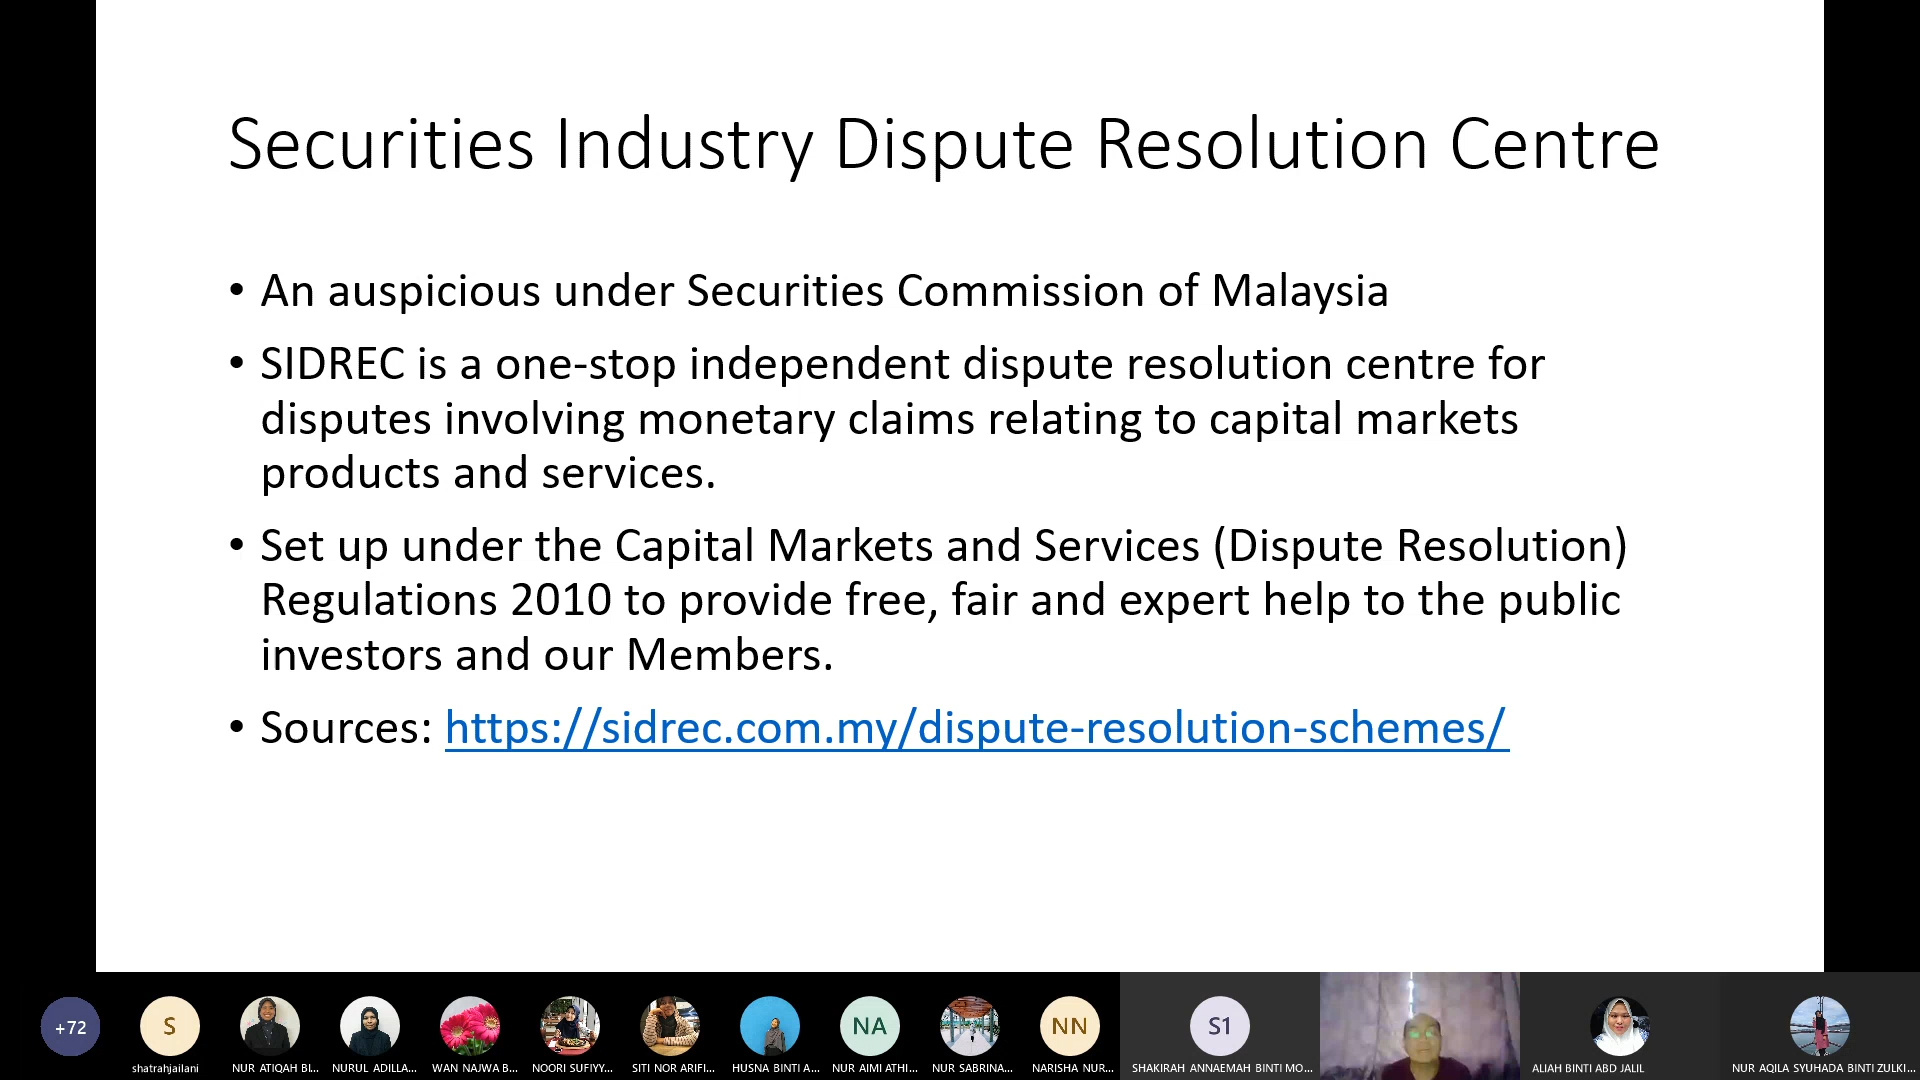 Securities Industry Dispute Resolution Centre
• An auspicious under Securities Commission of Malaysia
• SIDREC is a one-stop independent dispute resolution centre for
disputes involving monetary claims relating to capital markets
products and services.
• Set up under the Capital Markets and Services (Dispute Resolution)
Regulations 2010 to provide free, fair and expert help to the public
investors and our Members.
• Sources: https://sidrec.com.my/dispute-resolution-schemes/
+72
S
NA
NN
S1
shatrahjailani
NUR ATIQAH BI...
NURUL ADILLA...
WAN NAJWA B...
NOORI SUFIYY...
SITI NOR ARIFI...
HUSNA BINTI A...
NUR AIMI ATHI...
NUR SABRINA...
NARISHA NUR...
SHAKIRAH ANNAEMAH BINTI MO...
ALIAH BINTI ABD JALIL
NUR AQILA SYUHADA BINTI ZULKI...